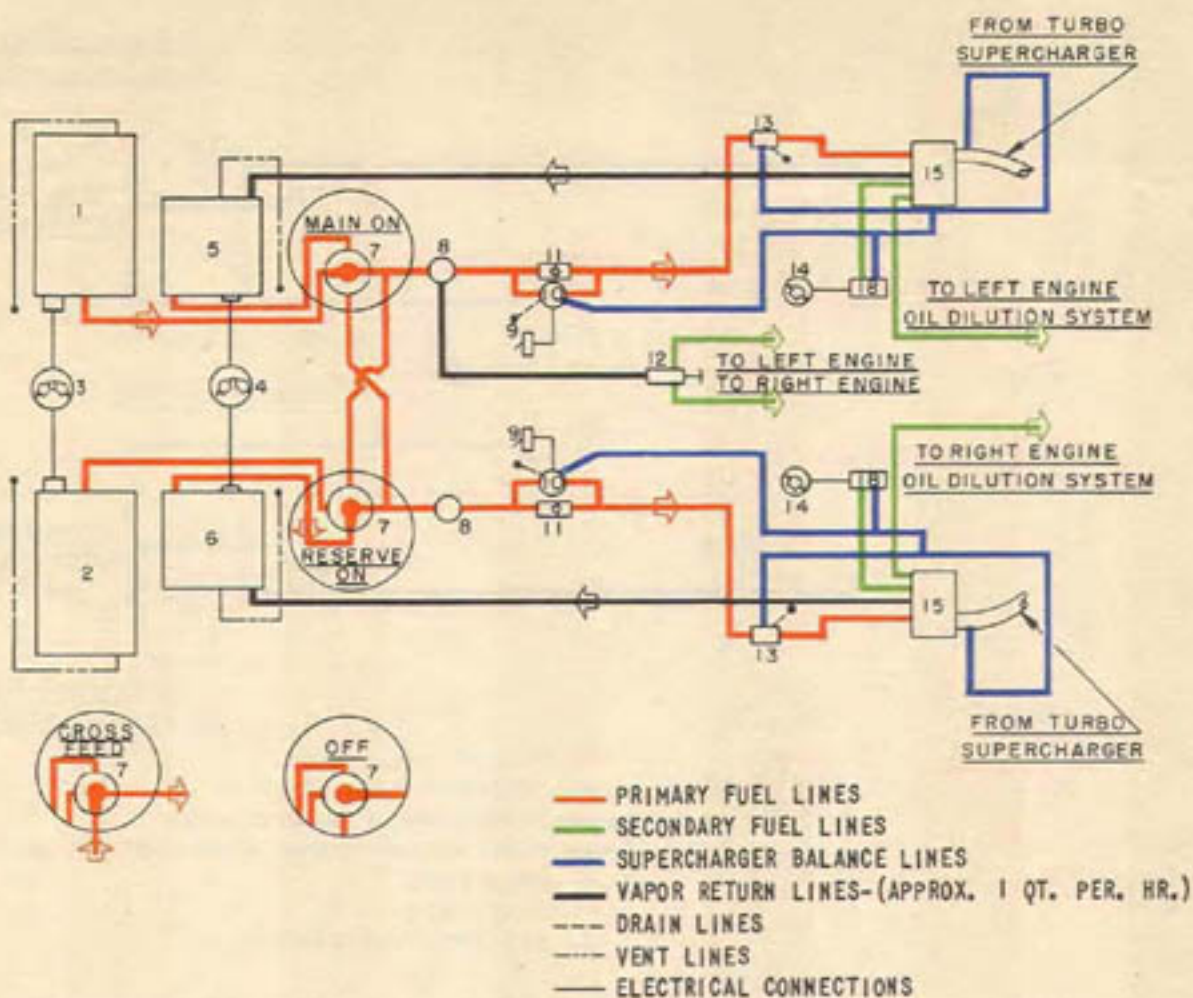 FROM TURBO
SUPERCHARGER
13
1
5
15
MAIN ON
7
8
11
10
9
14
18
TO LEFT ENGINE
OIL DILUTION SYSTEM
3
4
12
TO LEFT ENGINE
TO RIGHT ENGINE
9
10
11
14
18
TO RIGHT ENGINE
OIL DILUTION SYSTEM
2
6
7
8
RESERVE
ON
15
13
FROM TURBO
SUPERCHARGER
CROSS
FEED
7
OFF
7
PRIMARY FUEL LINES
SECONDARY FUEL LINES
SUPERCHARGER BALANCE LINES
VAPOR RETURN LINES-(APPROX. 1 QT. PER. HR.)
DRAIN LINES
VENT LINES
ELECTRICAL CONNECTIONS